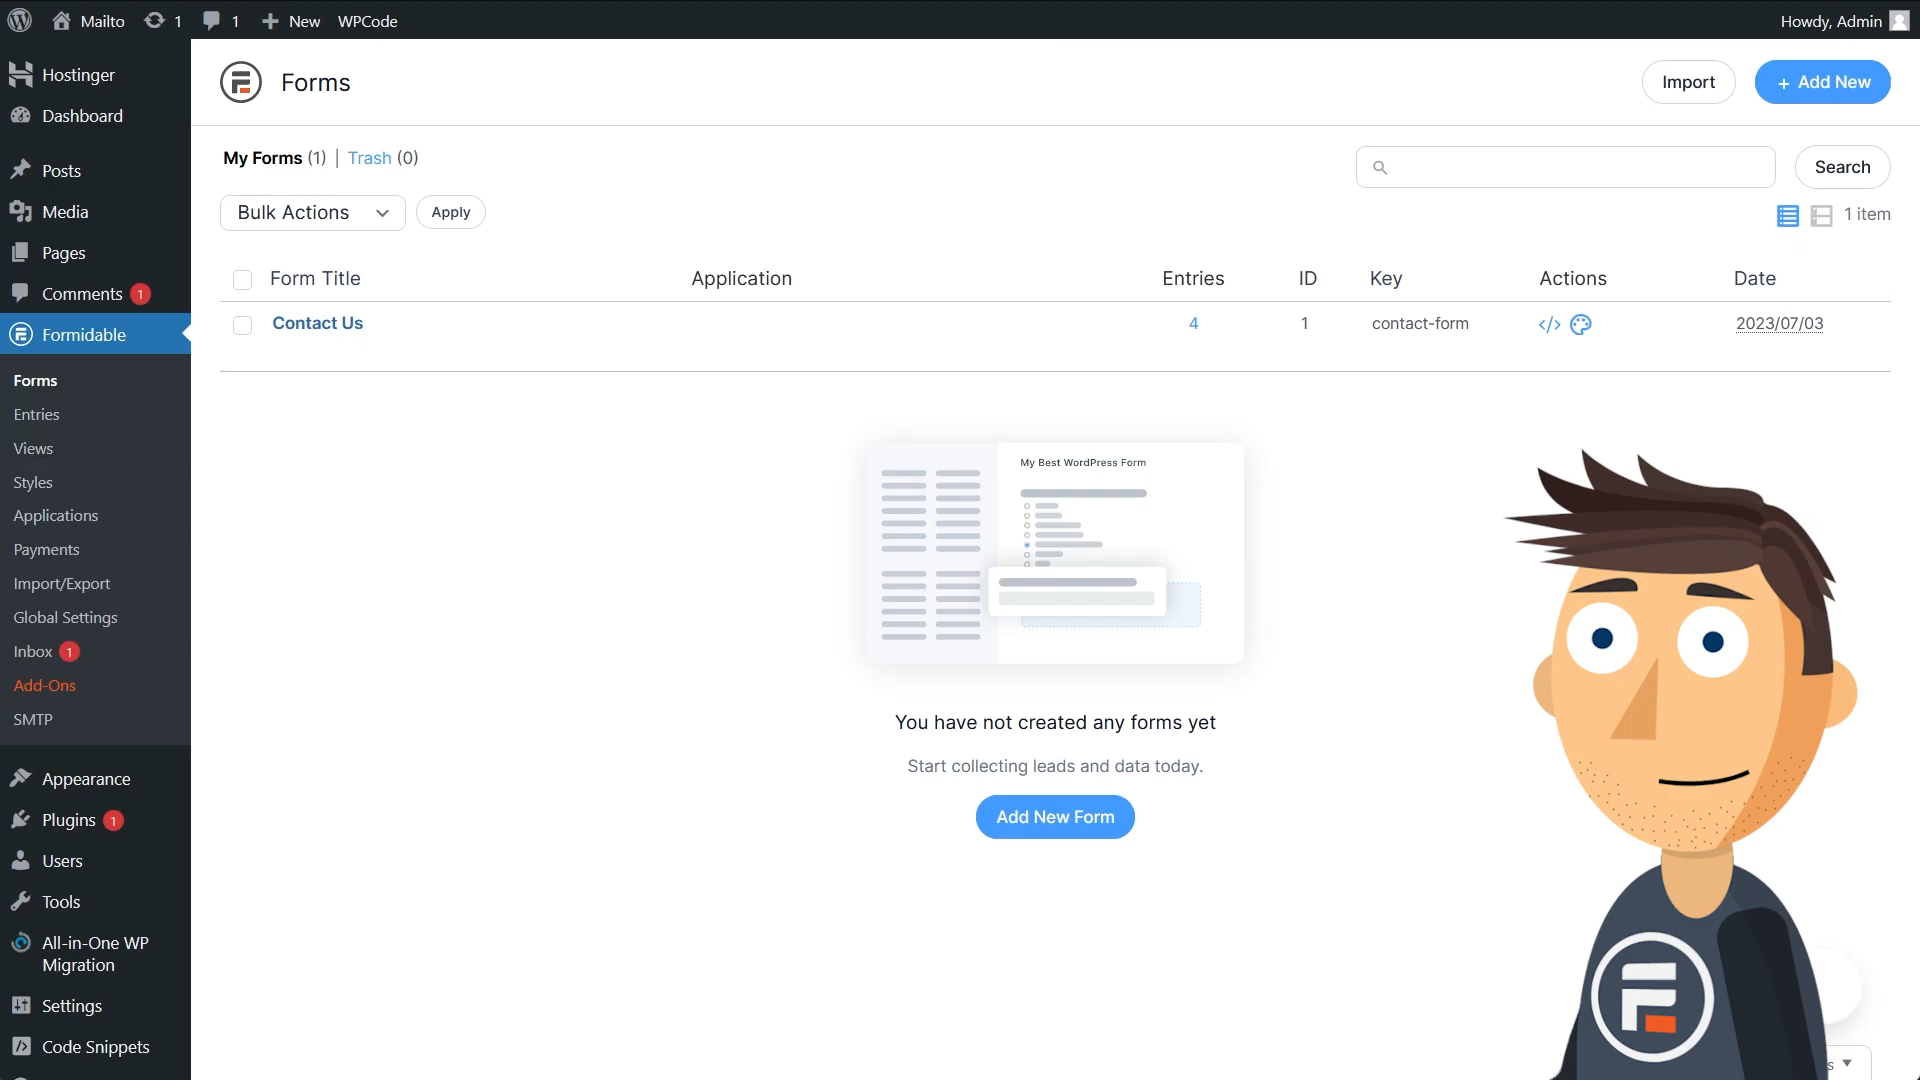 Mailto 1 1 New WPCode Howdy, Admin
Hostinger
Dashboard
Posts
Media
Pages
Comments 1
Formidable
Forms
Entries
Views
Styles
Applications
Payments
Import/Export
Global Settings
Inbox 1
Add-Ons
SMTP
Appearance
Plugins 1
Users
Tools
All-in-One WP
Migration
Settings
Code Snippets
Forms
Import + Add New
My Forms (1) | Trash (0)
Search
Bulk Actions Apply
1 item
Form Title Application Entries ID Key Actions Date
Contact Us 4 1 contact-form </> 2023/07/03
My Best WordPress Form
You have not created any forms yet
Start collecting leads and data today.
Add New Form